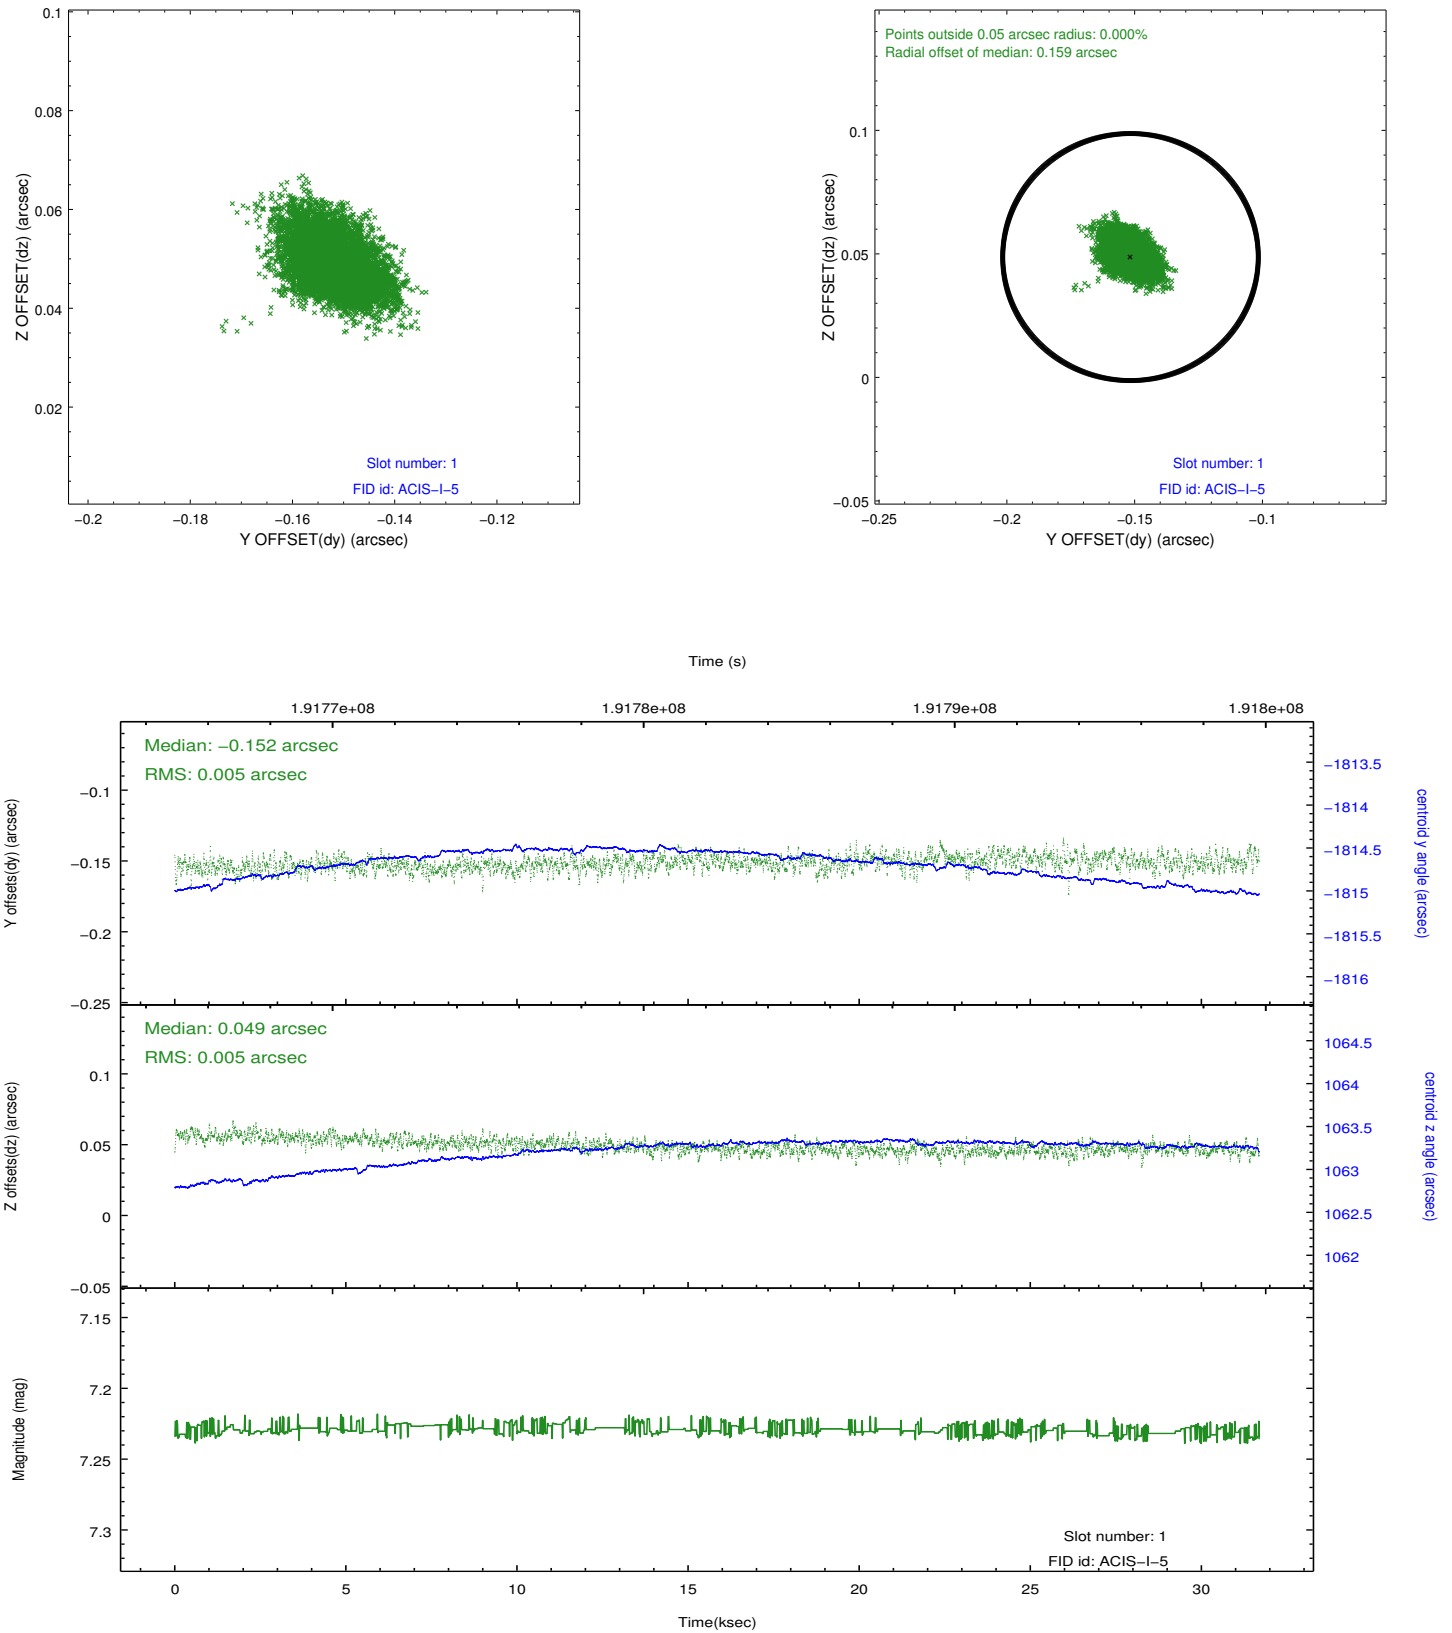 0.1
0.08
0.06
0.04
0.02
Z OFFSET(dz) (arcsec)
Slot number: 1
FID id: ACIS−I−5
−0.2
−0.18
−0.16
−0.14
−0.12
Y OFFSET(dy) (arcsec)
Points outside 0.05 arcsec radius: 0.000%
Radial offset of median: 0.159 arcsec
0.1
0.05
0
−0.05
Z OFFSET(dz) (arcsec)
Slot number: 1
FID id: ACIS−I−5
−0.25
−0.2
−0.15
−0.1
Y OFFSET(dy) (arcsec)
Time (s)
1.9177e+08
1.9178e+08
1.9179e+08
1.918e+08
Median: −0.152 arcsec
RMS: 0.005 arcsec
−0.1
−0.15
−0.2
−0.25
Y offsets(dy) (arcsec)
−1813.5
−1814
−1814.5
−1815
−1815.5
−1816
centroid y angle (arcsec)
Median: 0.049 arcsec
RMS: 0.005 arcsec
0.1
0.05
0
−0.05
Z offsets(dz) (arcsec)
1064.5
1064
1063.5
1063
1062.5
1062
centroid z angle (arcsec)
7.15
7.2
7.25
7.3
Magnitude (mag)
Slot number: 1
FID id: ACIS−I−5
0
5
10
15
20
25
30
Time(ksec)